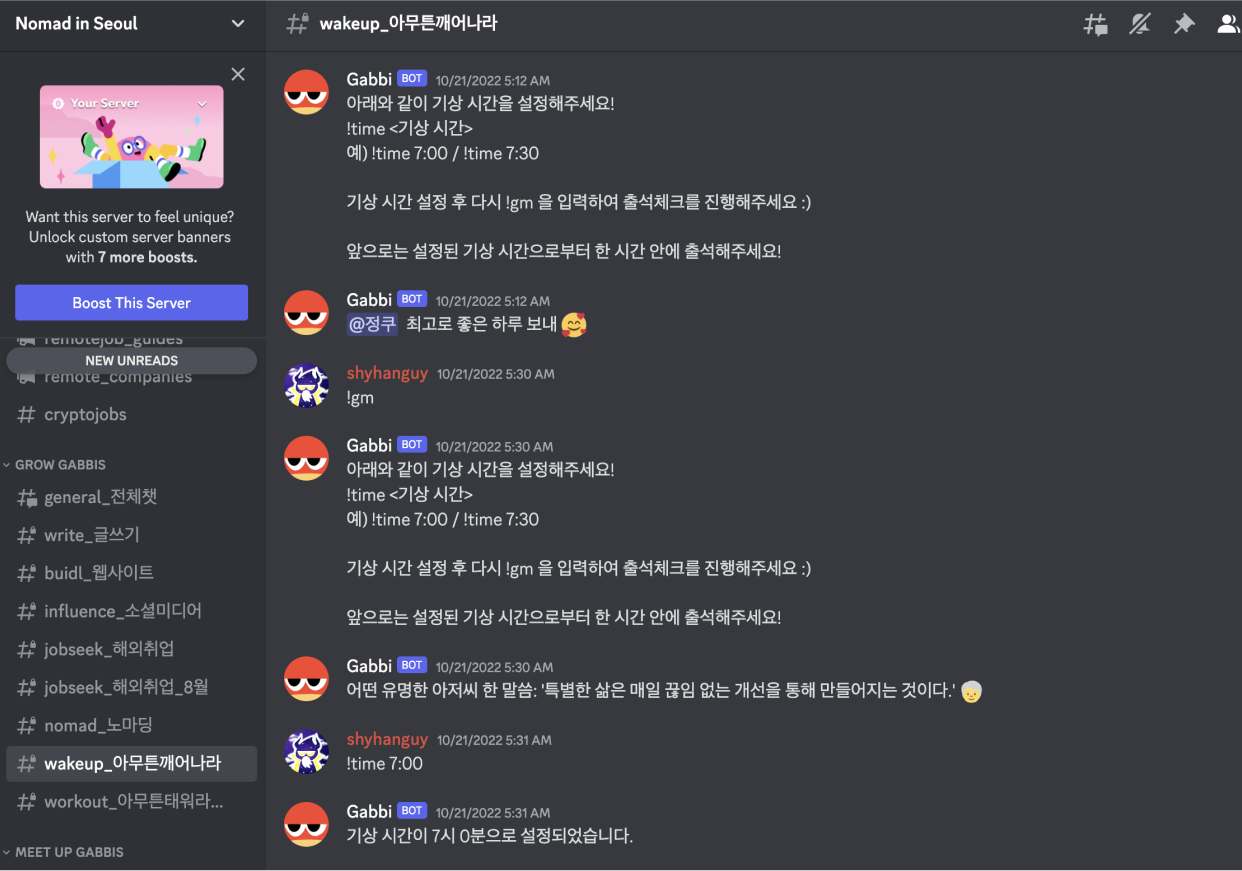 Nomad in Seoul
Your Server
Want this server to feel unique?
Unlock custom server banners
with 7 more boosts.
Boost This Server
remotejob_guides
NEW UNREADS
remote_companies
cryptojobs
GROW GABBIS
general_전체챗
write_글쓰기
buidl_웹사이트
influence_소셜미디어
jobseek_해외취업
jobseek_해외취업_8월
nomad_노마딩
wakeup_아무튼깨어나라
workout_아무튼태워라...
MEET UP GABBIS
wakeup_아무튼깨어나라
Gabbi BOT 10/21/2022 5:12 AM
아래와 같이 기상 시간을 설정해주세요!
!time <기상 시간>
예) !time 7:00 / !time 7:30
기상 시간 설정 후 다시 !gm 을 입력하여 출석체크를 진행해주세요 :)
앞으로는 설정된 기상 시간으로부터 한 시간 안에 출석해주세요!
Gabbi BOT 10/21/2022 5:12 AM
@정쿠 최고로 좋은 하루 보내🥰
shyhanguy 10/21/2022 5:30 AM
!gm
Gabbi BOT 10/21/2022 5:30 AM
아래와 같이 기상 시간을 설정해주세요!
!time <기상 시간>
예) !time 7:00 / !time 7:30
기상 시간 설정 후 다시 !gm 을 입력하여 출석체크를 진행해주세요 :)
앞으로는 설정된 기상 시간으로부터 한 시간 안에 출석해주세요!
Gabbi BOT 10/21/2022 5:30 AM
어떤 유명한 아저씨 한 말씀: '특별한 삶은 매일 끊임 없는 개선을 통해 만들어지는 것이다.' 🧓
shyhanguy 10/21/2022 5:31 AM
!time 7:00
Gabbi BOT 10/21/2022 5:31 AM
기상 시간이 7시 0분으로 설정되었습니다.